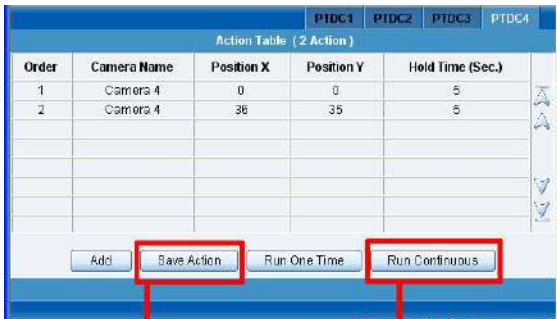 PTDC1 PTDC2 PTDC3 PTDC4
Action Table ( 2 Action )
Order Camera Name Position X Position Y Hold Time (Sec.)
1 Camera 4 0 0 5
2 Camera 4 36 35 5
Add Save Action Run One Time Run Continuous